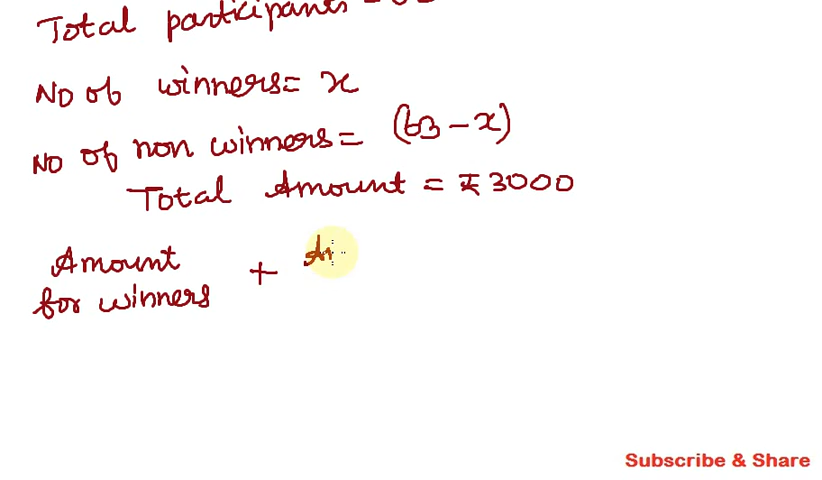 Total participants =
No of winners = x
No of non winners = (63 - x)
Total Amount = ₹3000
Amount +
for winners
Subscribe & Share